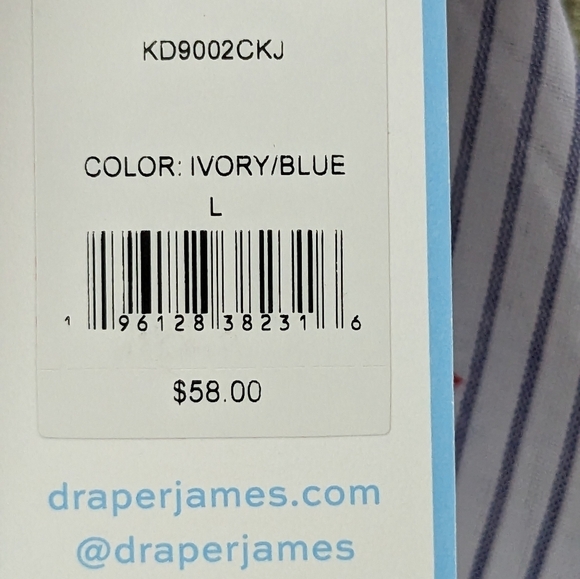 KD9002CKJ
COLOR: IVORY/BLUE
L
1 96128 38231 6
$58.00
draperjames.com
@draperjames